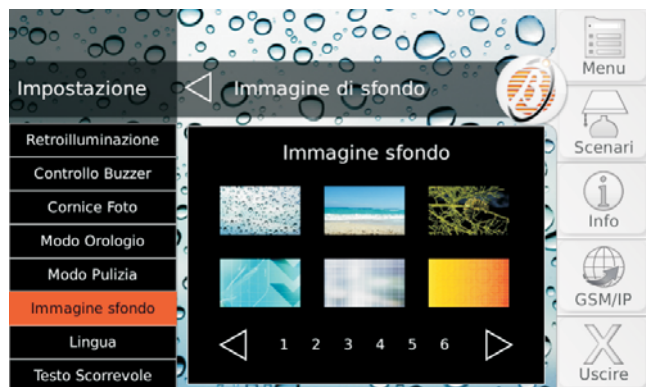 Impostazione
Immagine di sfondo
Retroilluminazione
Controllo Buzzer
Cornice Foto
Modo Orologio
Modo Pulizia
Immagine sfondo
Lingua
Testo Scorrevole
Immagine sfondo
1 2 3 4 5 6
Menu
Scenari
Info
GSM/IP
Uscire